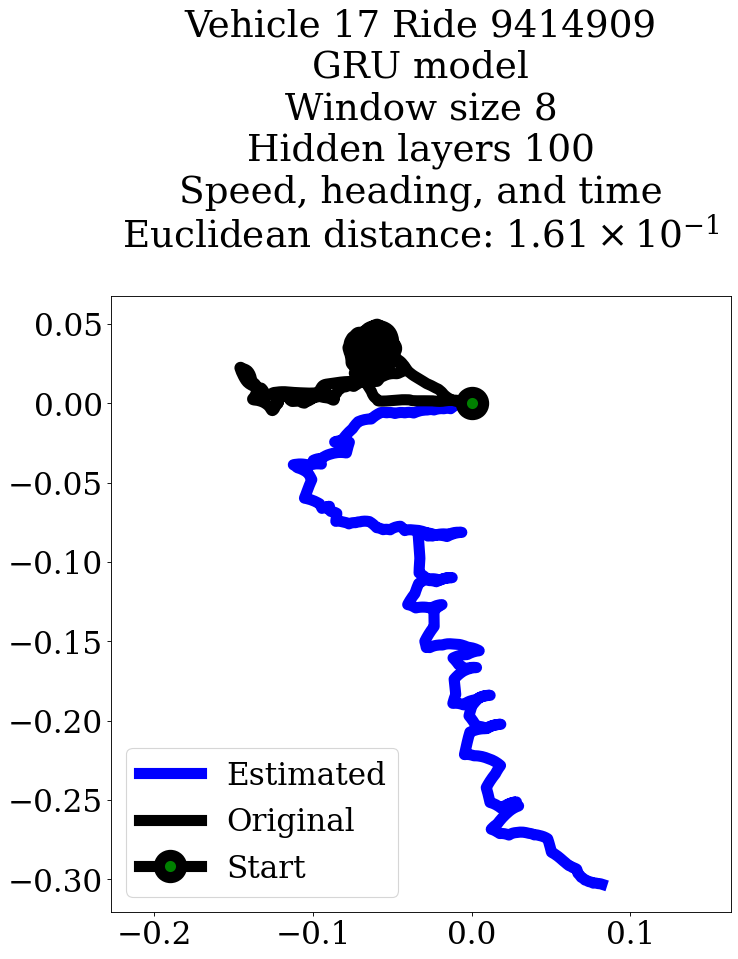 Vehicle 17 Ride 9414909
GRU model
Window size 8
Hidden layers 100
Speed, heading, and time
Euclidean distance: 1.61 × 10⁻¹
0.05
0.00
−0.05
−0.10
−0.15
−0.20
−0.25
−0.30
Estimated
Original
Start
−0.2 −0.1 0.0 0.1